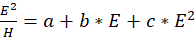 E²/H = a + b * E + c * E²